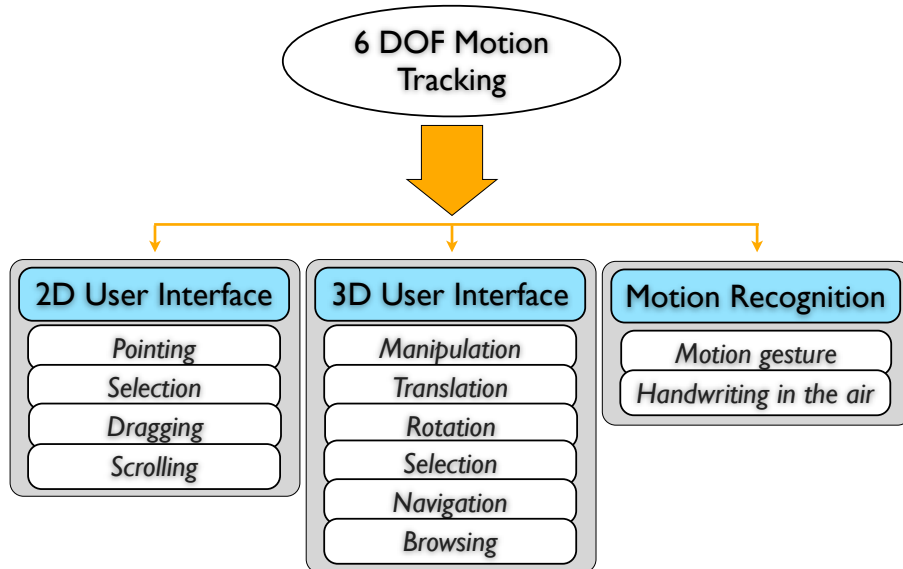 6 DOF Motion
Tracking
2D User Interface
Pointing
Selection
Dragging
Scrolling
3D User Interface
Manipulation
Translation
Rotation
Selection
Navigation
Browsing
Motion Recognition
Motion gesture
Handwriting in the air